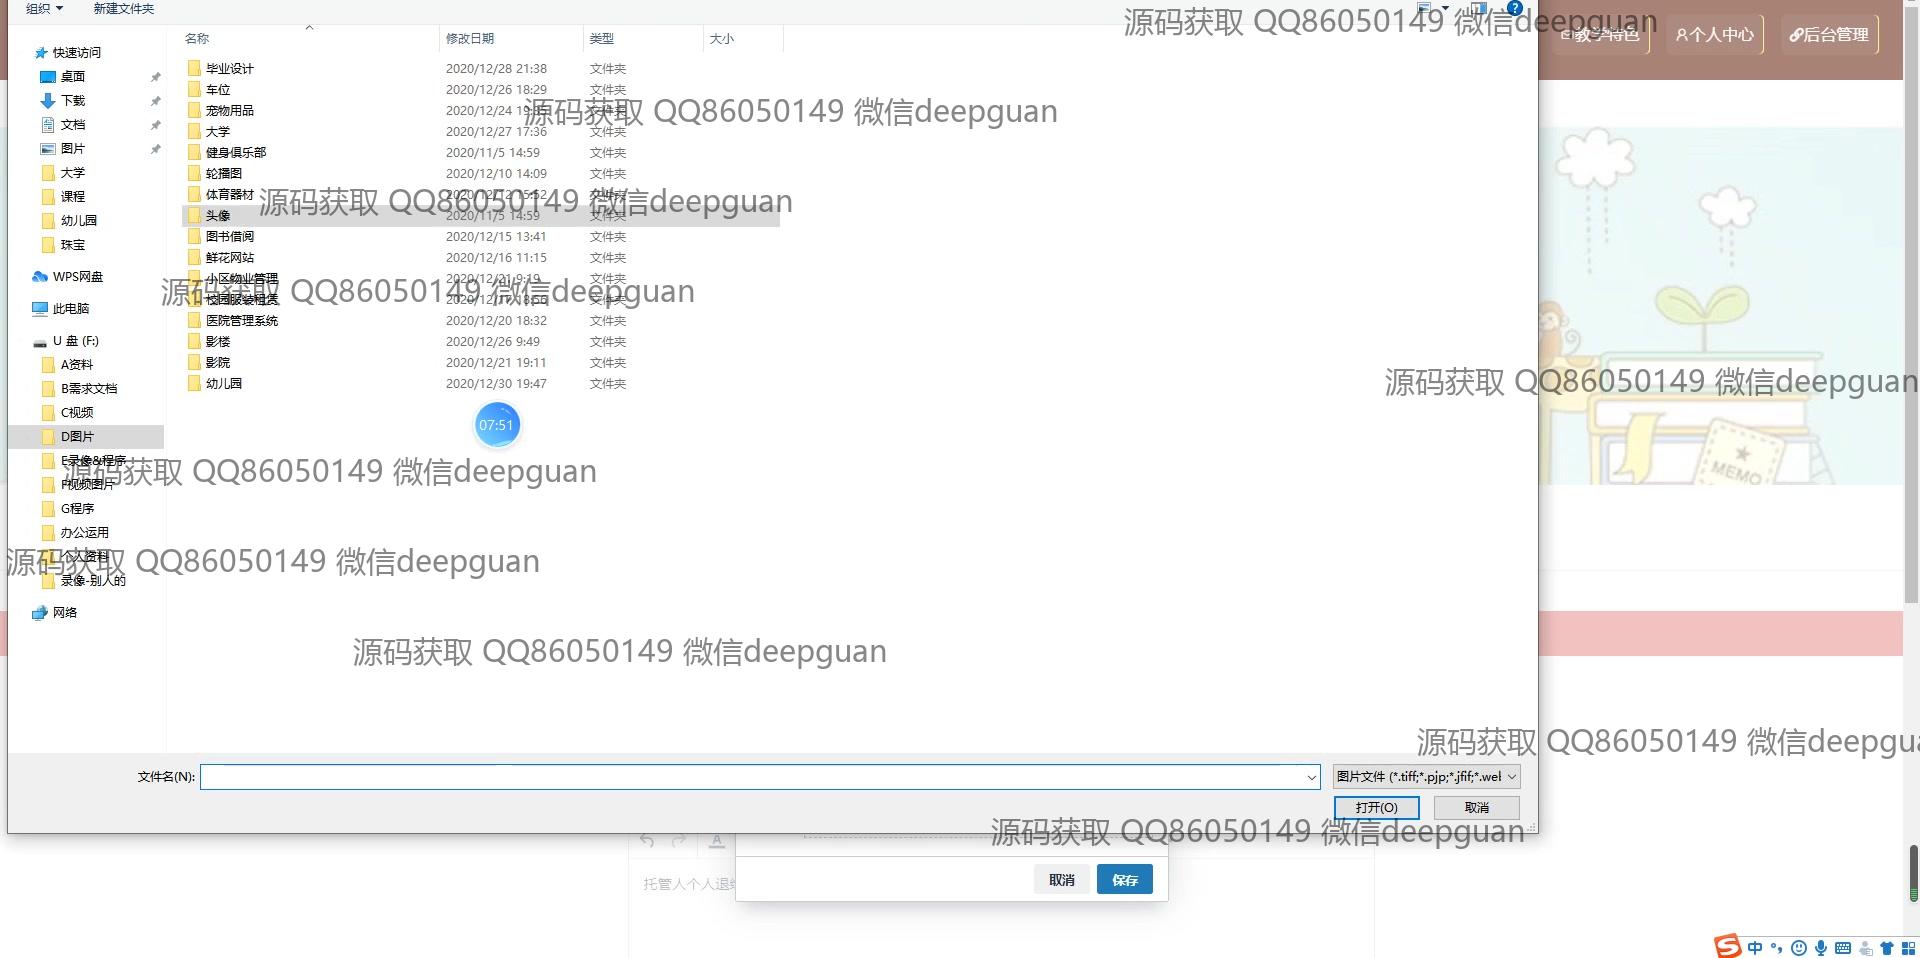 组织 新建文件夹
源码获取 QQ86050149 微信deepguan
教学特色 个人中心 后台管理
名称 修改日期 类型 大小
快速访问
桌面
下载
文档
图片
大学
课程
幼儿园
珠宝
WPS网盘
此电脑
U 盘 (F:)
A资料
B需求文档
C视频
D图片
E录像&程序
F视频图片
G程序
办公运用
个人资料
录像-别人的
网络
毕业设计 2020/12/28 21:38 文件夹
车位 2020/12/26 18:29 文件夹
宠物用品 2020/12/24 19:35 文件夹
源码获取 QQ86050149 微信deepguan
大学 2020/12/27 17:36 文件夹
健身俱乐部 2020/11/5 14:59 文件夹
轮播图 2020/12/10 14:09 文件夹
体育器材 2020/12/12 15:52 文件夹
源码获取 QQ86050149 微信deepguan
头像 2020/11/5 14:59 文件夹
图书借阅 2020/12/15 13:41 文件夹
鲜花网站 2020/12/16 11:15 文件夹
小区物业管理 2020/12/21 9:19 文件夹
源码获取 QQ86050149 微信deepguan
校园服装租赁 2020/12/17 18:56 文件夹
医院管理系统 2020/12/20 18:32 文件夹
影楼 2020/12/26 9:49 文件夹
影院 2020/12/21 19:11 文件夹
幼儿园 2020/12/30 19:47 文件夹
源码获取 QQ86050149 微信deepguan
07:51
MEMO
源码获取 QQ86050149 微信deepguan
源码获取 QQ86050149 微信deepguan
源码获取 QQ86050149 微信deepguan
源码获取 QQ86050149 微信deepgua
文件名(N): 图片文件 (*.tiff;*.pjp;*.jfif;*.wel
打开(O) 取消
源码获取 QQ86050149 微信deepguan
A
取消 保存
托管人个人退
中